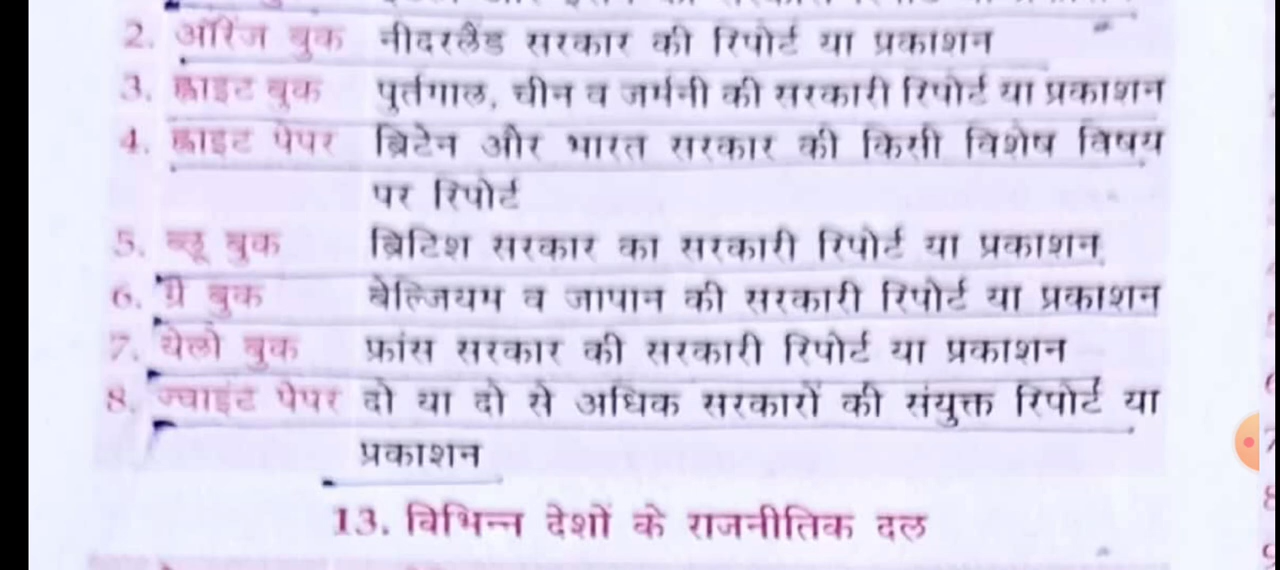 2. ऑरेंज बुक नीदरलैंड सरकार की रिपोर्ट या प्रकाशन
3. ह्वाइट बुक पुर्तगाल, चीन व जर्मनी की सरकारी रिपोर्ट या प्रकाशन
4. ह्वाइट पेपर ब्रिटेन और भारत सरकार की किसी विशेष विषय
पर रिपोर्ट
5. ब्लू बुक ब्रिटिश सरकार का सरकारी रिपोर्ट या प्रकाशन
6. ग्रे बुक बेल्जियम व जापान की सरकारी रिपोर्ट या प्रकाशन
7. येलो बुक फ्रांस सरकार की सरकारी रिपोर्ट या प्रकाशन
8. ज्वाइंट पेपर दो या दो से अधिक सरकारों की संयुक्त रिपोर्ट या
प्रकाशन
13. विभिन्न देशों के राजनीतिक दल